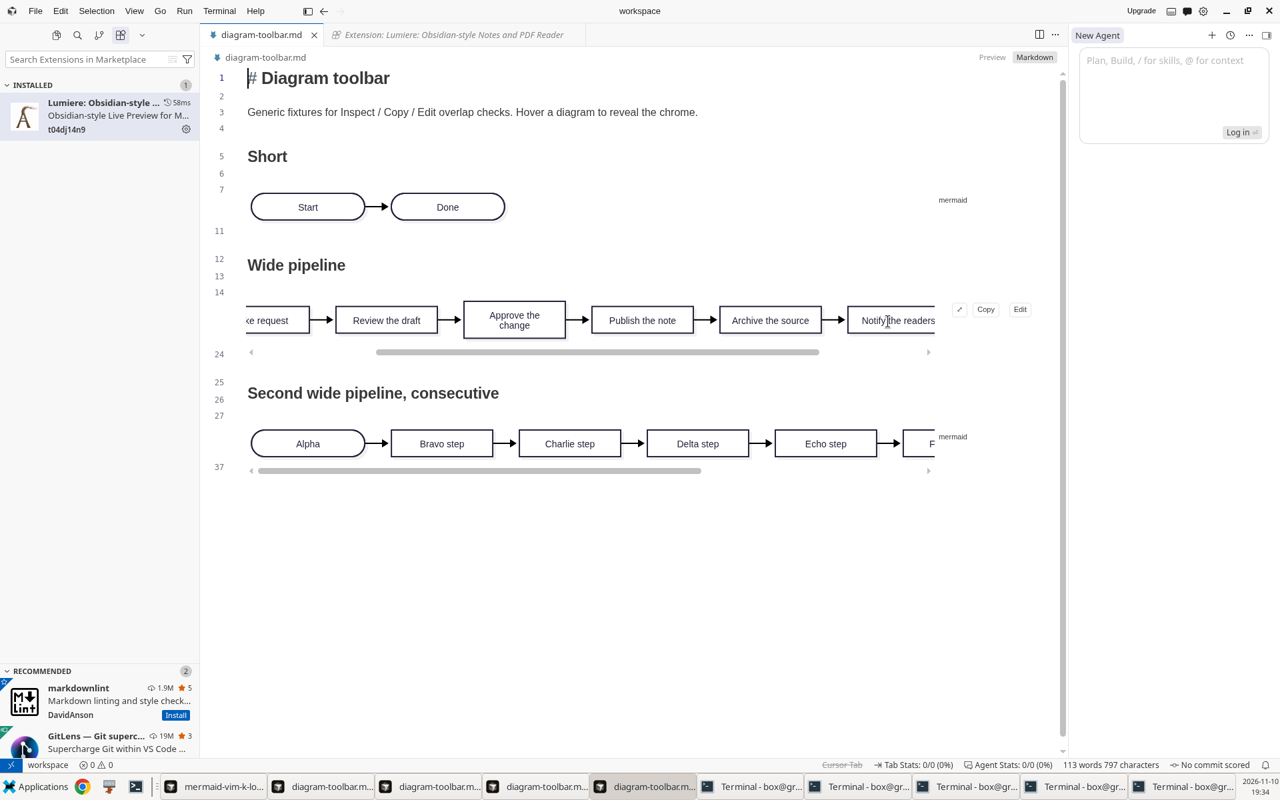 File Edit Selection View Go Run Terminal Help
workspace
Upgrade
Search Extensions in Marketplace
INSTALLED
1
Lumiere: Obsidian-style ...
58ms
Obsidian-style Live Preview for M...
t04dj14n9
RECOMMENDED
2
markdownlint
1.9M
5
Markdown linting and style check...
DavidAnson
Install
GitLens — Git superc...
19M
3
Supercharge Git within VS Code ...
diagram-toolbar.md
Extension: Lumiere: Obsidian-style Notes and PDF Reader
diagram-toolbar.md
Preview
Markdown
1
# Diagram toolbar
2
3
Generic fixtures for Inspect / Copy / Edit overlap checks. Hover a diagram to reveal the chrome.
4
5
Short
6
7
Start
Done
mermaid
11
12
Wide pipeline
13
14
ke request
Review the draft
Approve the
change
Publish the note
Archive the source
Notify the readers
Copy
Edit
24
25
Second wide pipeline, consecutive
26
27
Alpha
Bravo step
Charlie step
Delta step
Echo step
F
mermaid
37
New Agent
Plan, Build, / for skills, @ for context
Log in
workspace
0
0
Cursor Tab
Tab Stats: 0/0 (0%)
Agent Stats: 0/0 (0%)
113 words 797 characters
No commit scored
Applications
mermaid-vim-k-lo...
diagram-toolbar.m...
diagram-toolbar.m...
diagram-toolbar.m...
diagram-toolbar.m...
Terminal - box@gr...
Terminal - box@gr...
Terminal - box@gr...
Terminal - box@gr...
Terminal - box@gr...
2026-11-10
19:34